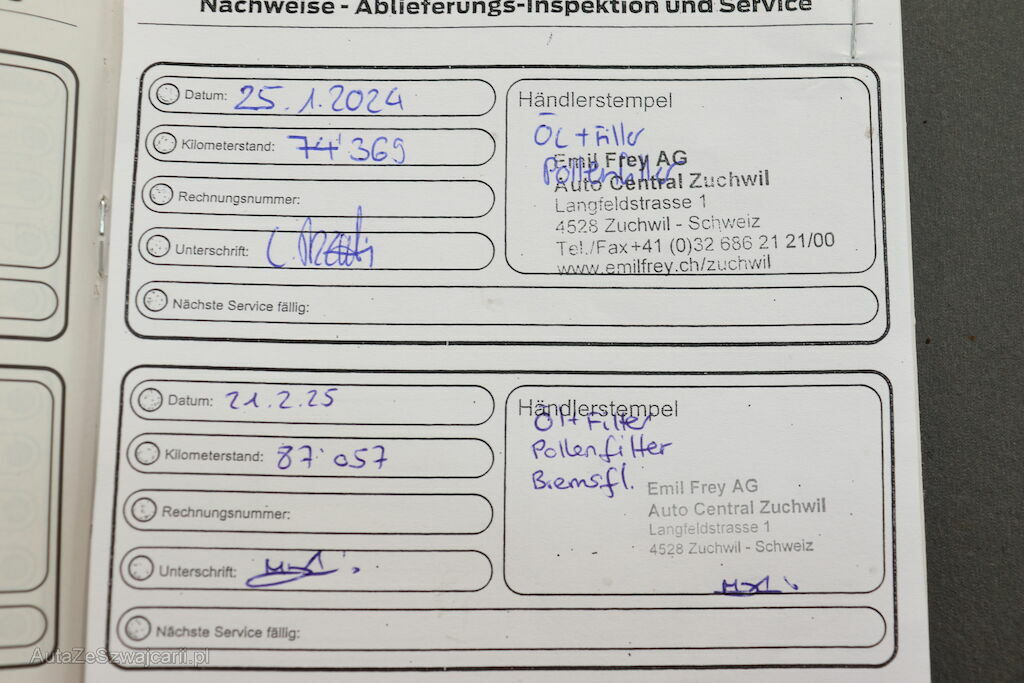 Nachweise - Ablieferungs-Inspektion und Service
Datum: 25.1.2024
Kilometerstand: 74'369
Rechnungsnummer:
Unterschrift:
Händlerstempel
Öl + Filter
Pollenfilter
Emil Frey AG
Auto Central Zuchwil
Langfeldstrasse 1
4528 Zuchwil - Schweiz
Tel./Fax+41 (0)32 686 21 21/00
www.emilfrey.ch/zuchwil
Nächste Service fällig:
Datum: 21.2.25
Kilometerstand: 87'057
Rechnungsnummer:
Unterschrift:
Händlerstempel
Öl + Filter
Pollenfilter
Bremsfl.
Emil Frey AG
Auto Central Zuchwil
Langfeldstrasse 1
4528 Zuchwil - Schweiz
Nächste Service fällig:
AutaZeSzwajcarii.pl